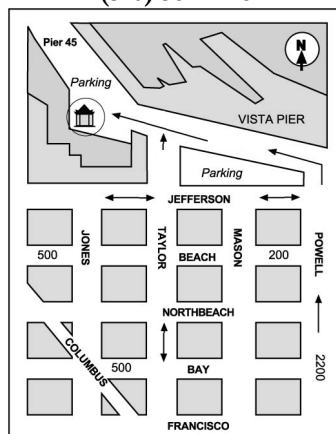 Pier 45
Parking
N
VISTA PIER
Parking
JEFFERSON
JONES
TAYLOR
MASON
POWELL
500
BEACH
200
NORTHBEACH
COLUMBUS
500
BAY
2200
FRANCISCO